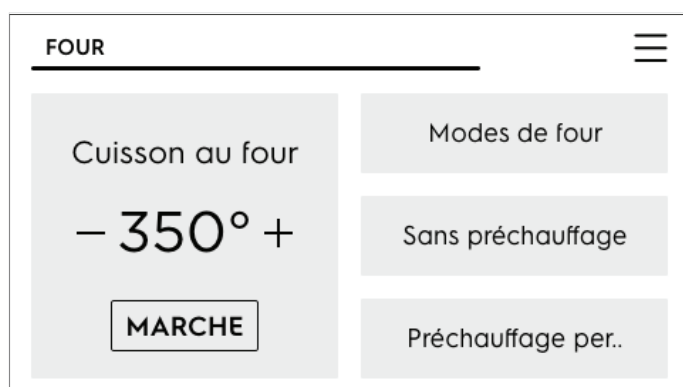 FOUR
Cuisson au four
− 350° +
MARCHE
Modes de four
Sans préchauffage
Préchauffage per..